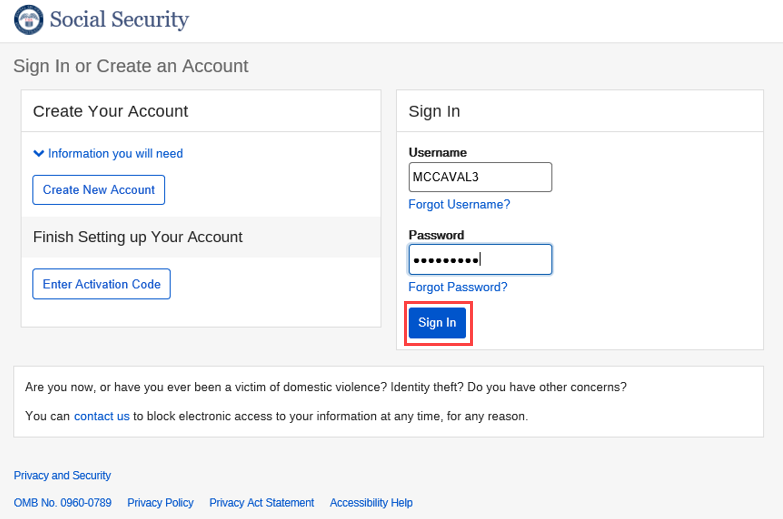 Social Security
Sign In or Create an Account
Create Your Account
Information you will need
Create New Account
Finish Setting up Your Account
Enter Activation Code
Sign In
Username
MCCAVAL3
Forgot Username?
Password
●●●●●●●●●
Forgot Password?
Sign In
Are you now, or have you ever been a victim of domestic violence? Identity theft? Do you have other concerns?
You can contact us to block electronic access to your information at any time, for any reason.
Privacy and Security
OMB No. 0960-0789 Privacy Policy Privacy Act Statement Accessibility Help